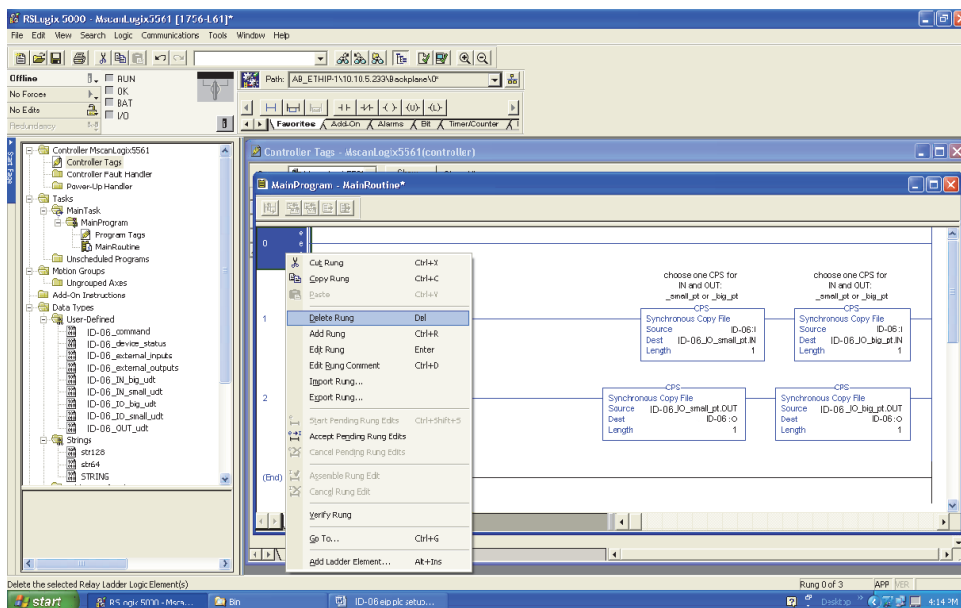 RSLogix 5000 - MscanLogix5561 [1756-L61]*
File Edit View Search Logic Communications Tools Window Help
Offline
RUN
Path: AB_ETHIP-1\10.10.5.233\Backplane\0*
No Forces
OK
No Edits
BAT
Redundancy
I/O
Favorites Add-On Alarms Bit Timer/Counter
Controller MscanLogix5561
Controller Tags
Controller Fault Handler
Power-Up Handler
Tasks
MainTask
MainProgram
Program Tags
MainRoutine
Unscheduled Programs
Motion Groups
Ungrouped Axes
Add-On Instructions
Data Types
User-Defined
ID-06_command
ID-06_device_status
ID-06_external_inputs
ID-06_external_outputs
ID-06_IN_big_udt
ID-06_IN_small_udt
ID-06_IO_big_udt
ID-06_IO_small_udt
ID-06_OUT_udt
Strings
str128
str64
STRING
Controller Tags - MscanLogix5561(controller)
MainProgram - MainRoutine*
0
e
Cut Rung Ctrl+X
Copy Rung Ctrl+C
Paste Ctrl+V
Delete Rung Del
Add Rung Ctrl+R
Edit Rung Enter
Edit Rung Comment Ctrl+D
Import Rung...
Export Rung...
Start Pending Rung Edits Ctrl+Shift+S
Accept Pending Rung Edits
Cancel Pending Rung Edits
Assemble Rung Edit
Cancel Rung Edit
Verify Rung
Go To... Ctrl+G
Add Ladder Element... Alt+Ins
1
choose one CPS for
IN and OUT:
_small_pt or _big_pt
CPS
Synchronous Copy File
Source ID-06:I
Dest ID-06_IO_small_pt.IN
Length 1
choose one CPS for
IN and OUT:
_small_pt or _big_pt
CPS
Synchronous Copy File
Source ID-06:I
Dest ID-06_IO_big_pt.IN
Length 1
2
CPS
Synchronous Copy File
Source ID-06_IO_small_pt.OUT
Dest ID-06:O
Length 1
CPS
Synchronous Copy File
Source ID-06_IO_big_pt.OUT
Dest ID-06:O
Length 1
(End)
Delete the selected Relay Ladder Logic Element(s)
Rung 0 of 3 APP VER
start
RSLogix 5000 - Msca...
Bin
ID-06 eip plc setup...
Desktop
4:14 PM